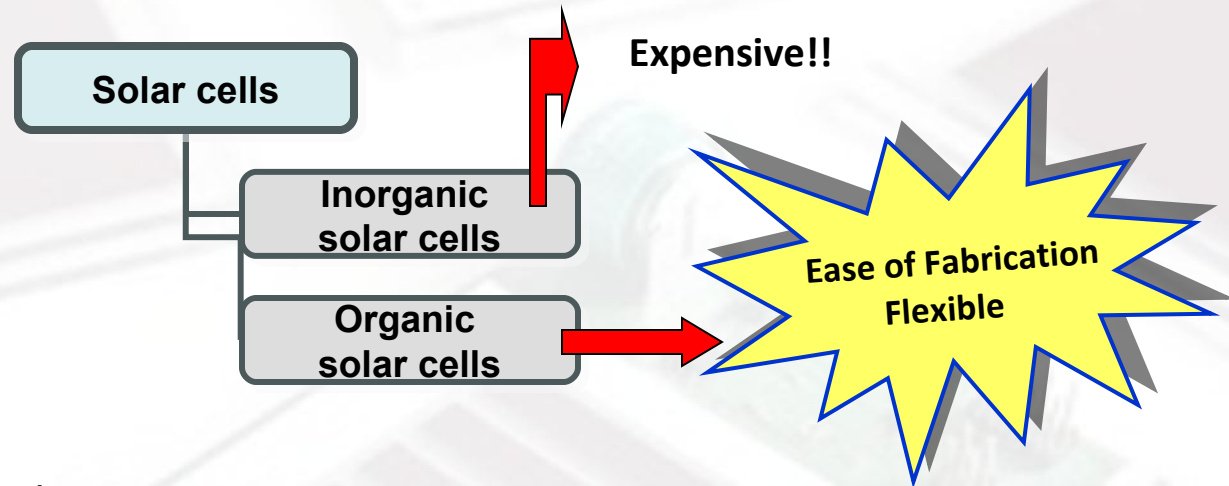 Solar cells
Expensive!!
Inorganic
solar cells
Ease of Fabrication
Flexible
Organic
solar cells